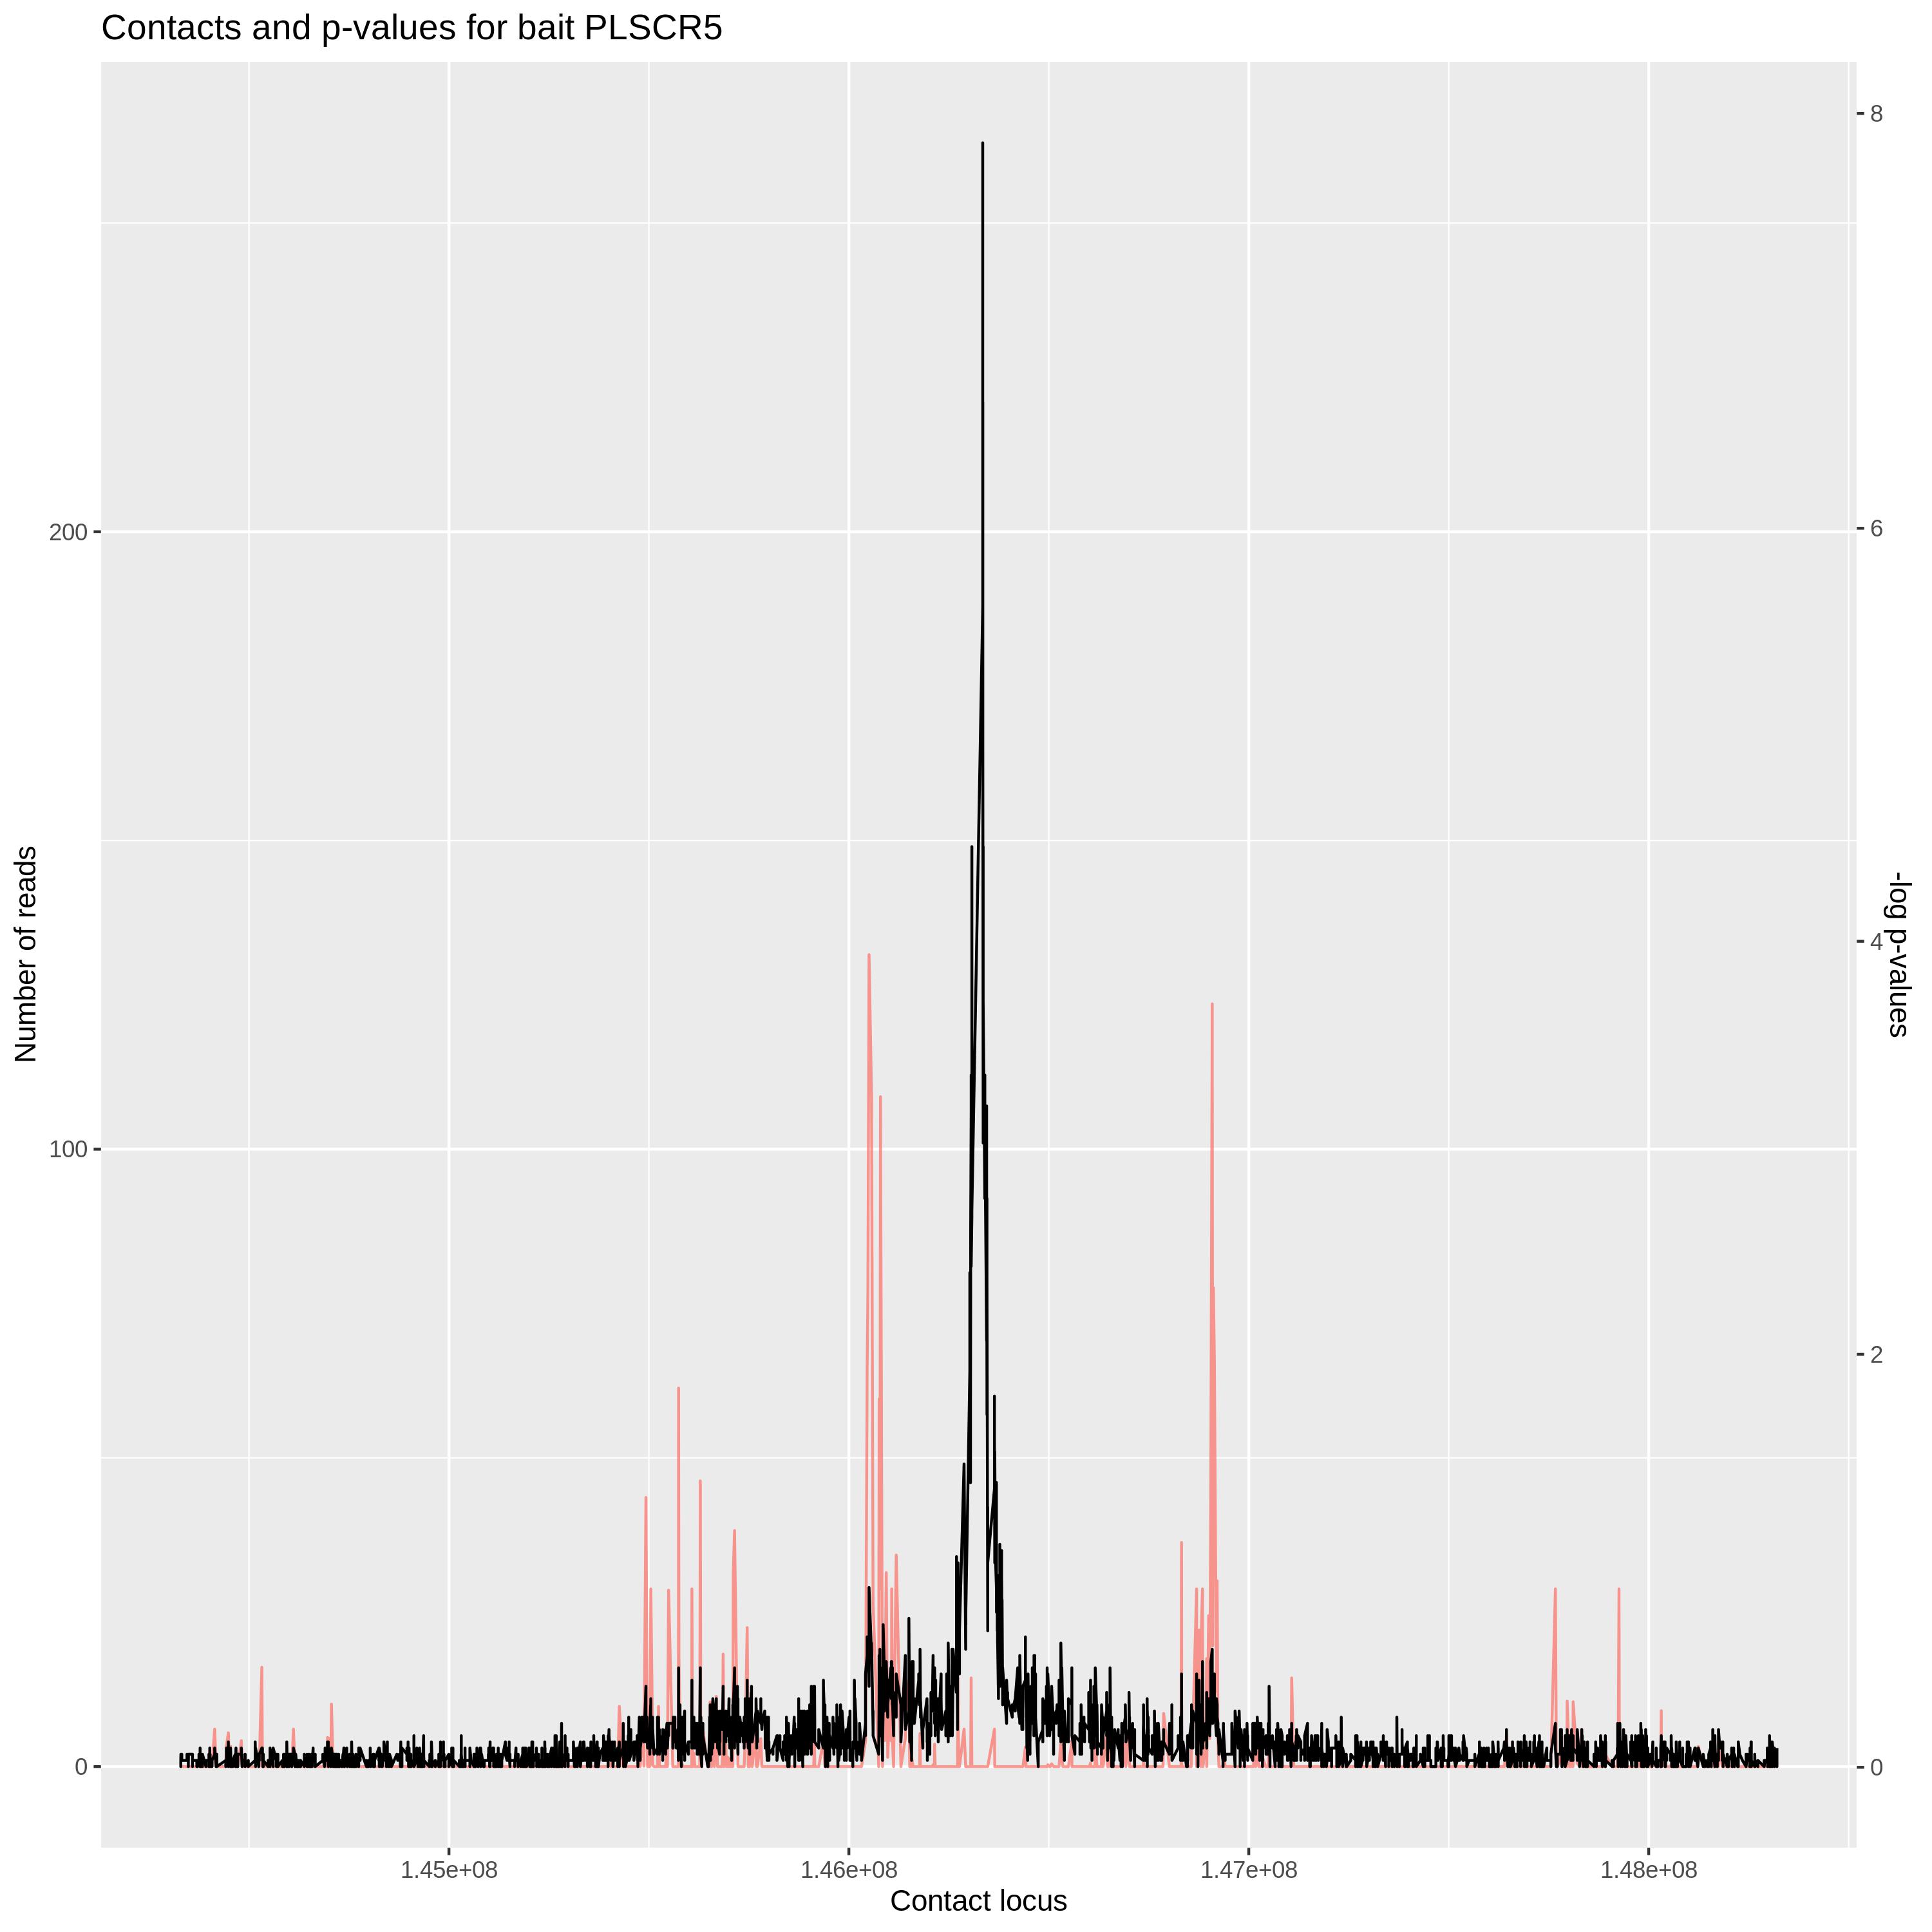 Contacts and p-values for bait PLSCR5
Number of reads
200
100
0
8
6
4
2
0
-log p-values
1.45e+08
1.46e+08
1.47e+08
1.48e+08
Contact locus